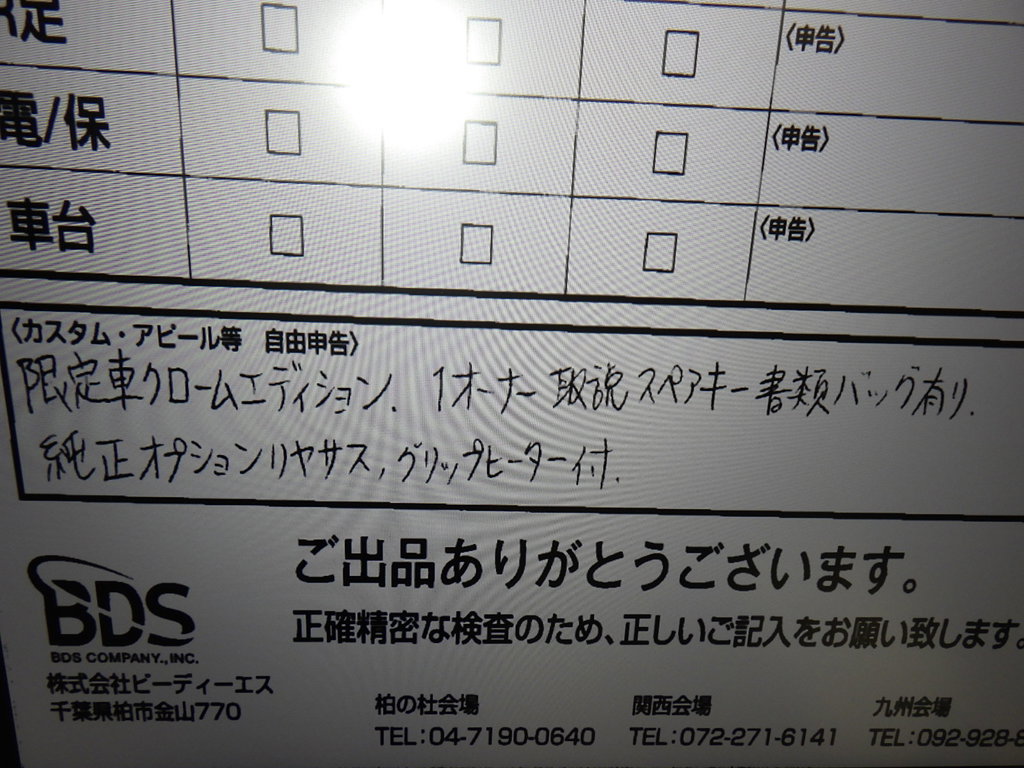 定
〈申告〉
電/保
〈申告〉
車台
〈申告〉
〈カスタム・アピール等 自由申告〉
限定車クロームエディション. 1オーナー 取説 スペアキー 書類バッグ有り.
純正オプションリヤサス, グリップヒーター付.
ご出品ありがとうございます。
正確精密な検査のため、正しいご記入をお願い致します。
BDS
BDS COMPANY., INC.
株式会社ビーディーエス
千葉県柏市金山770
柏の杜会場 関西会場 九州会場
TEL:04-7190-0640 TEL:072-271-6141 TEL:092-928-8